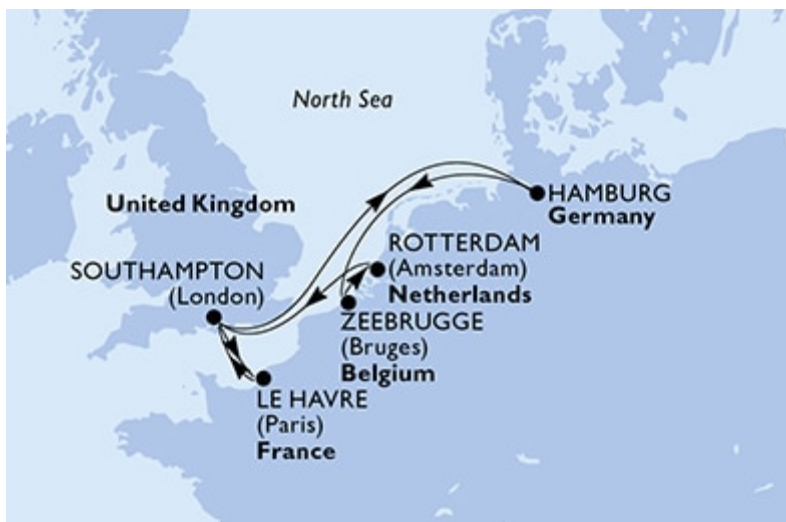 North Sea
United Kingdom
HAMBURG
Germany
ROTTERDAM
(Amsterdam)
Netherlands
SOUTHAMPTON
(London)
ZEEBRUGGE
(Bruges)
Belgium
LE HAVRE
(Paris)
France